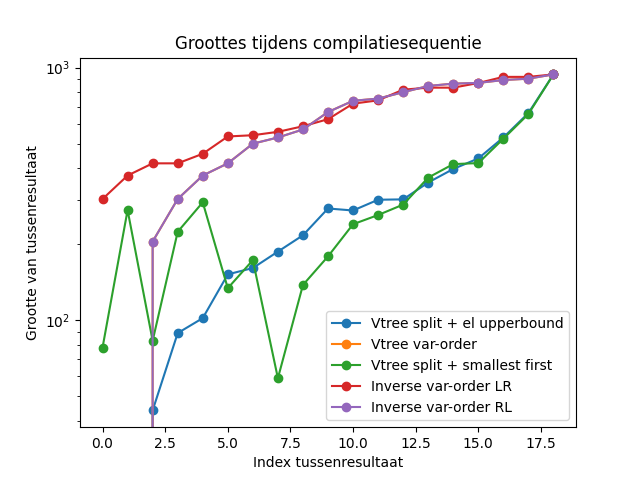 Groottes tijdens compilatiesequentie
Grootte van tussenresultaat
10³
10²
Vtree split + el upperbound
Vtree var-order
Vtree split + smallest first
Inverse var-order LR
Inverse var-order RL
0.0 2.5 5.0 7.5 10.0 12.5 15.0 17.5
Index tussenresultaat